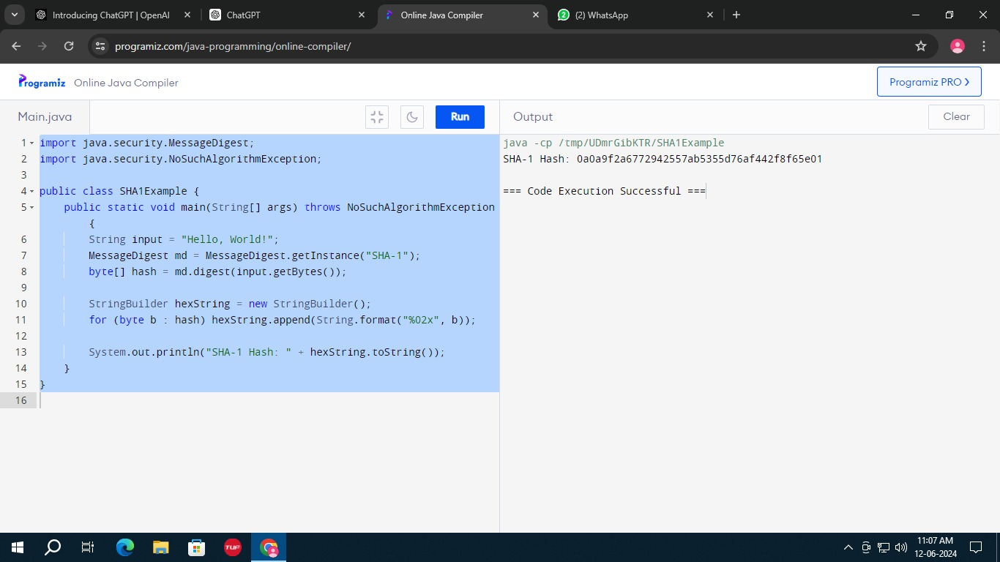 Introducing ChatGPT | OpenAI
ChatGPT
Online Java Compiler
(2) WhatsApp
programiz.com/java-programming/online-compiler/
Programiz Online Java Compiler
Programiz PRO >
Main.java
Run
Output
Clear
1 import java.security.MessageDigest;
2 import java.security.NoSuchAlgorithmException;
3
4 public class SHA1Example {
5 public static void main(String[] args) throws NoSuchAlgorithmException
{
6 String input = "Hello, World!";
7 MessageDigest md = MessageDigest.getInstance("SHA-1");
8 byte[] hash = md.digest(input.getBytes());
9
10 StringBuilder hexString = new StringBuilder();
11 for (byte b : hash) hexString.append(String.format("%02x", b));
12
13 System.out.println("SHA-1 Hash: " + hexString.toString());
14 }
15 }
16
java -cp /tmp/UDmrGibKTR/SHA1Example
SHA-1 Hash: 0a0a9f2a6772942557ab5355d76af442f8f65e01
=== Code Execution Successful ===
TUF
11:07 AM
12-06-2024